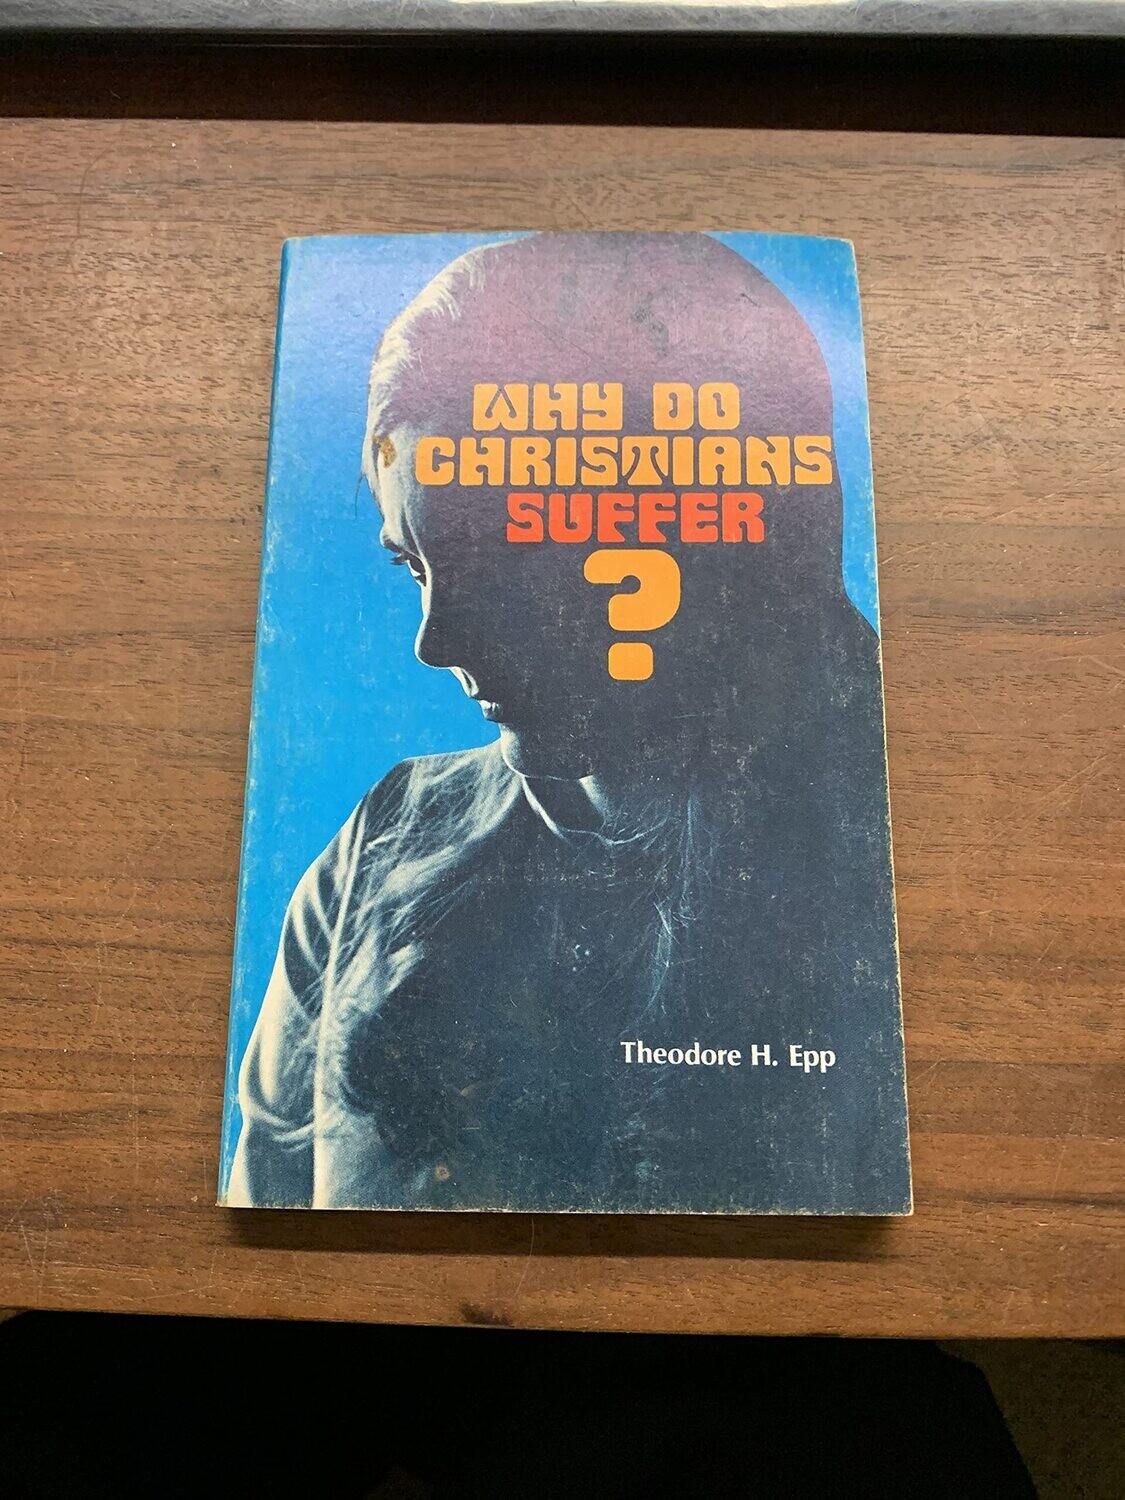 WHY DO
CHRISTIANS
SUFFER
?
Theodore H. Epp